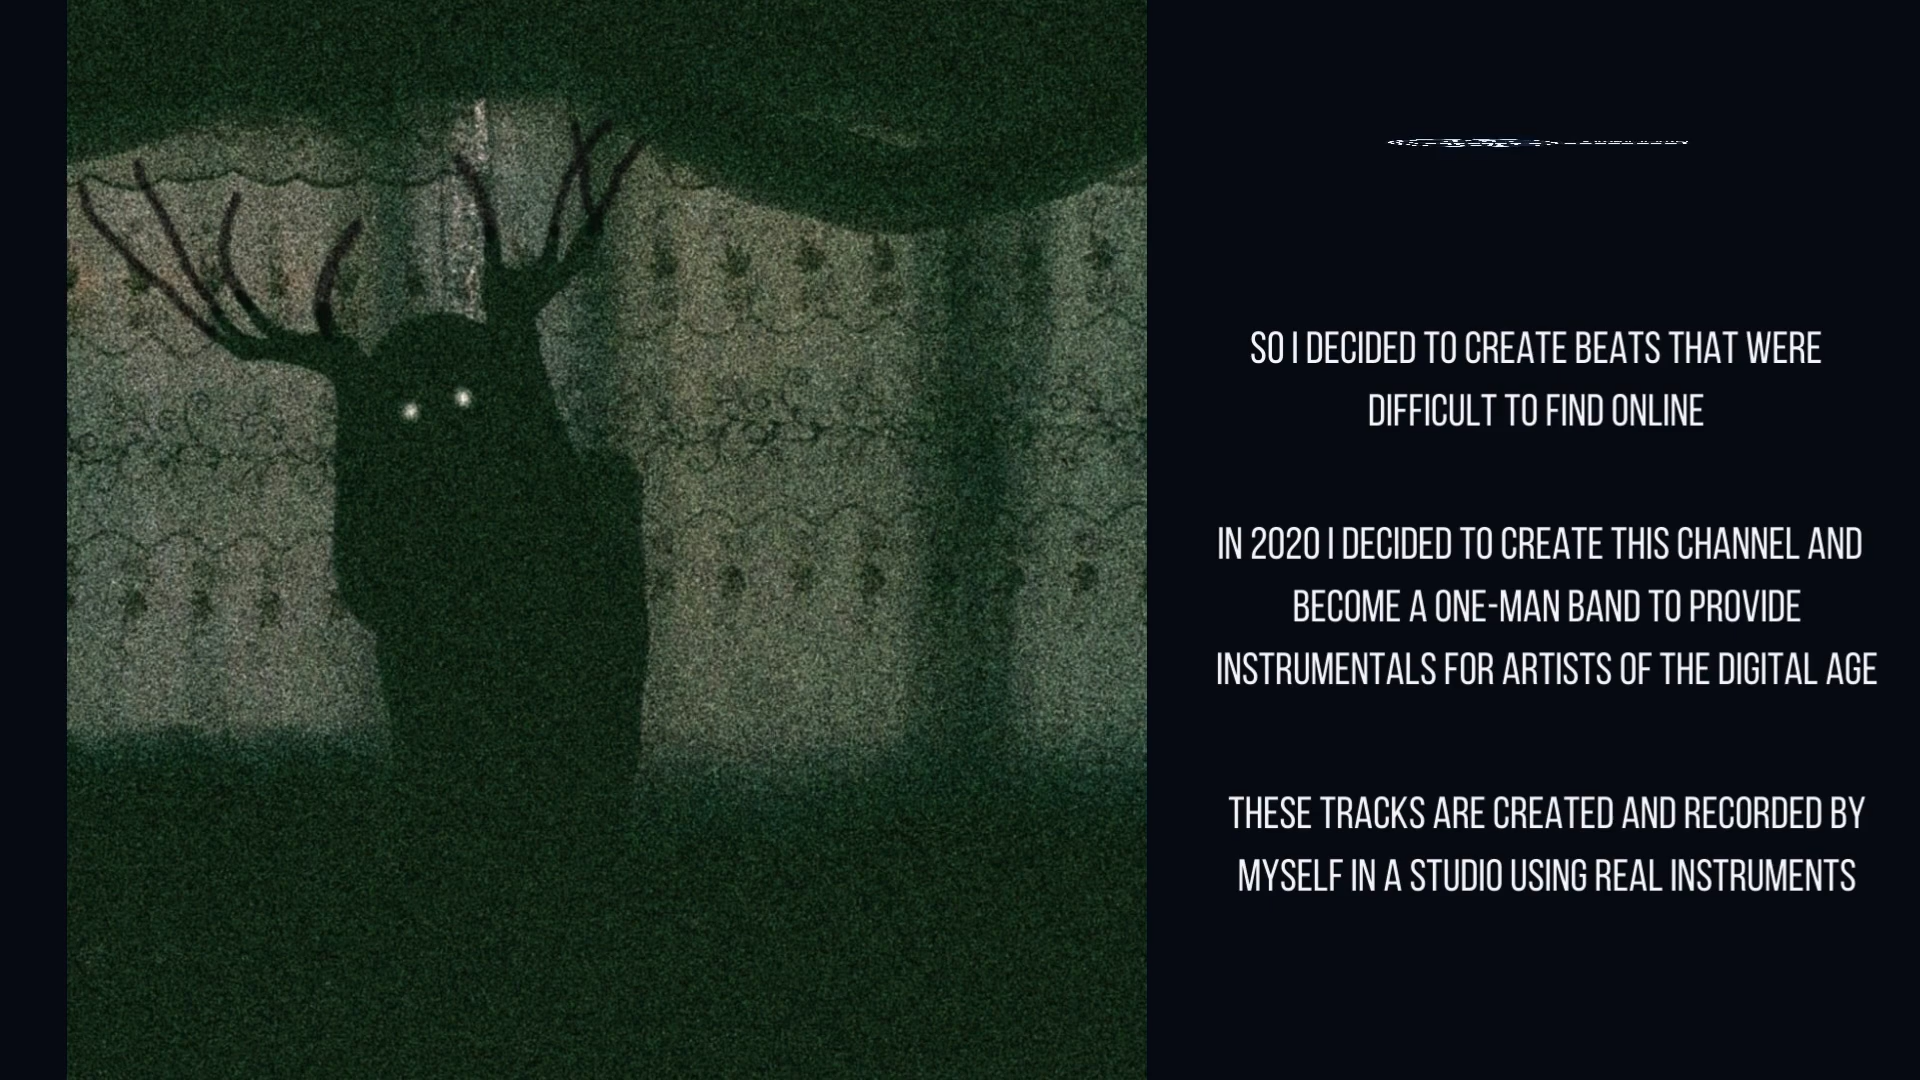 SO I DECIDED TO CREATE BEATS THAT WERE
DIFFICULT TO FIND ONLINE
IN 2020 I DECIDED TO CREATE THIS CHANNEL AND
BECOME A ONE-MAN BAND TO PROVIDE
INSTRUMENTALS FOR ARTISTS OF THE DIGITAL AGE
THESE TRACKS ARE CREATED AND RECORDED BY
MYSELF IN A STUDIO USING REAL INSTRUMENTS